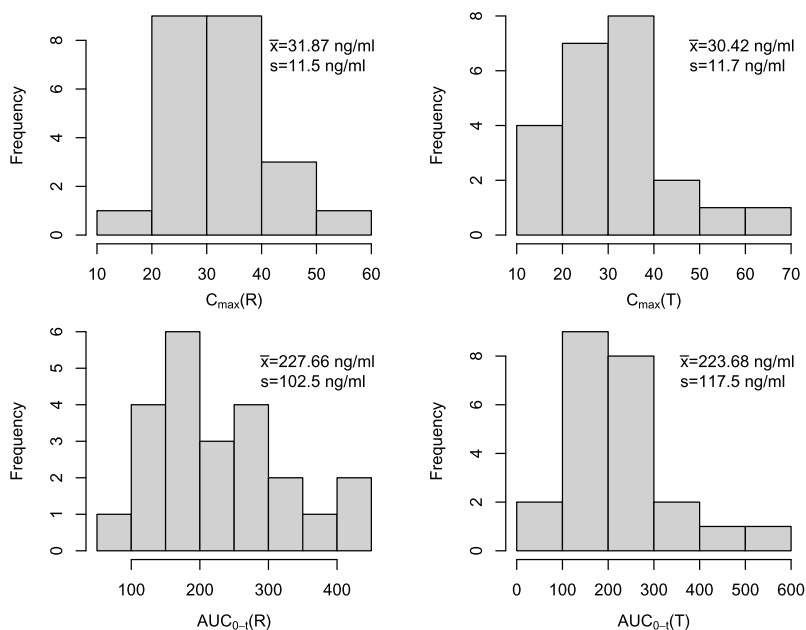 x̅=31.87 ng/ml
s=11.5 ng/ml
Frequency
0 2 4 6 8
10 20 30 40 50 60
Cmax(R)
x̅=30.42 ng/ml
s=11.7 ng/ml
Frequency
0 2 4 6 8
10 20 30 40 50 60 70
Cmax(T)
x̅=227.66 ng/ml
s=102.5 ng/ml
Frequency
0 1 2 3 4 5 6
100 200 300 400
AUC0–t(R)
x̅=223.68 ng/ml
s=117.5 ng/ml
Frequency
0 2 4 6 8
0 100 200 300 400 500 600
AUC0–t(T)